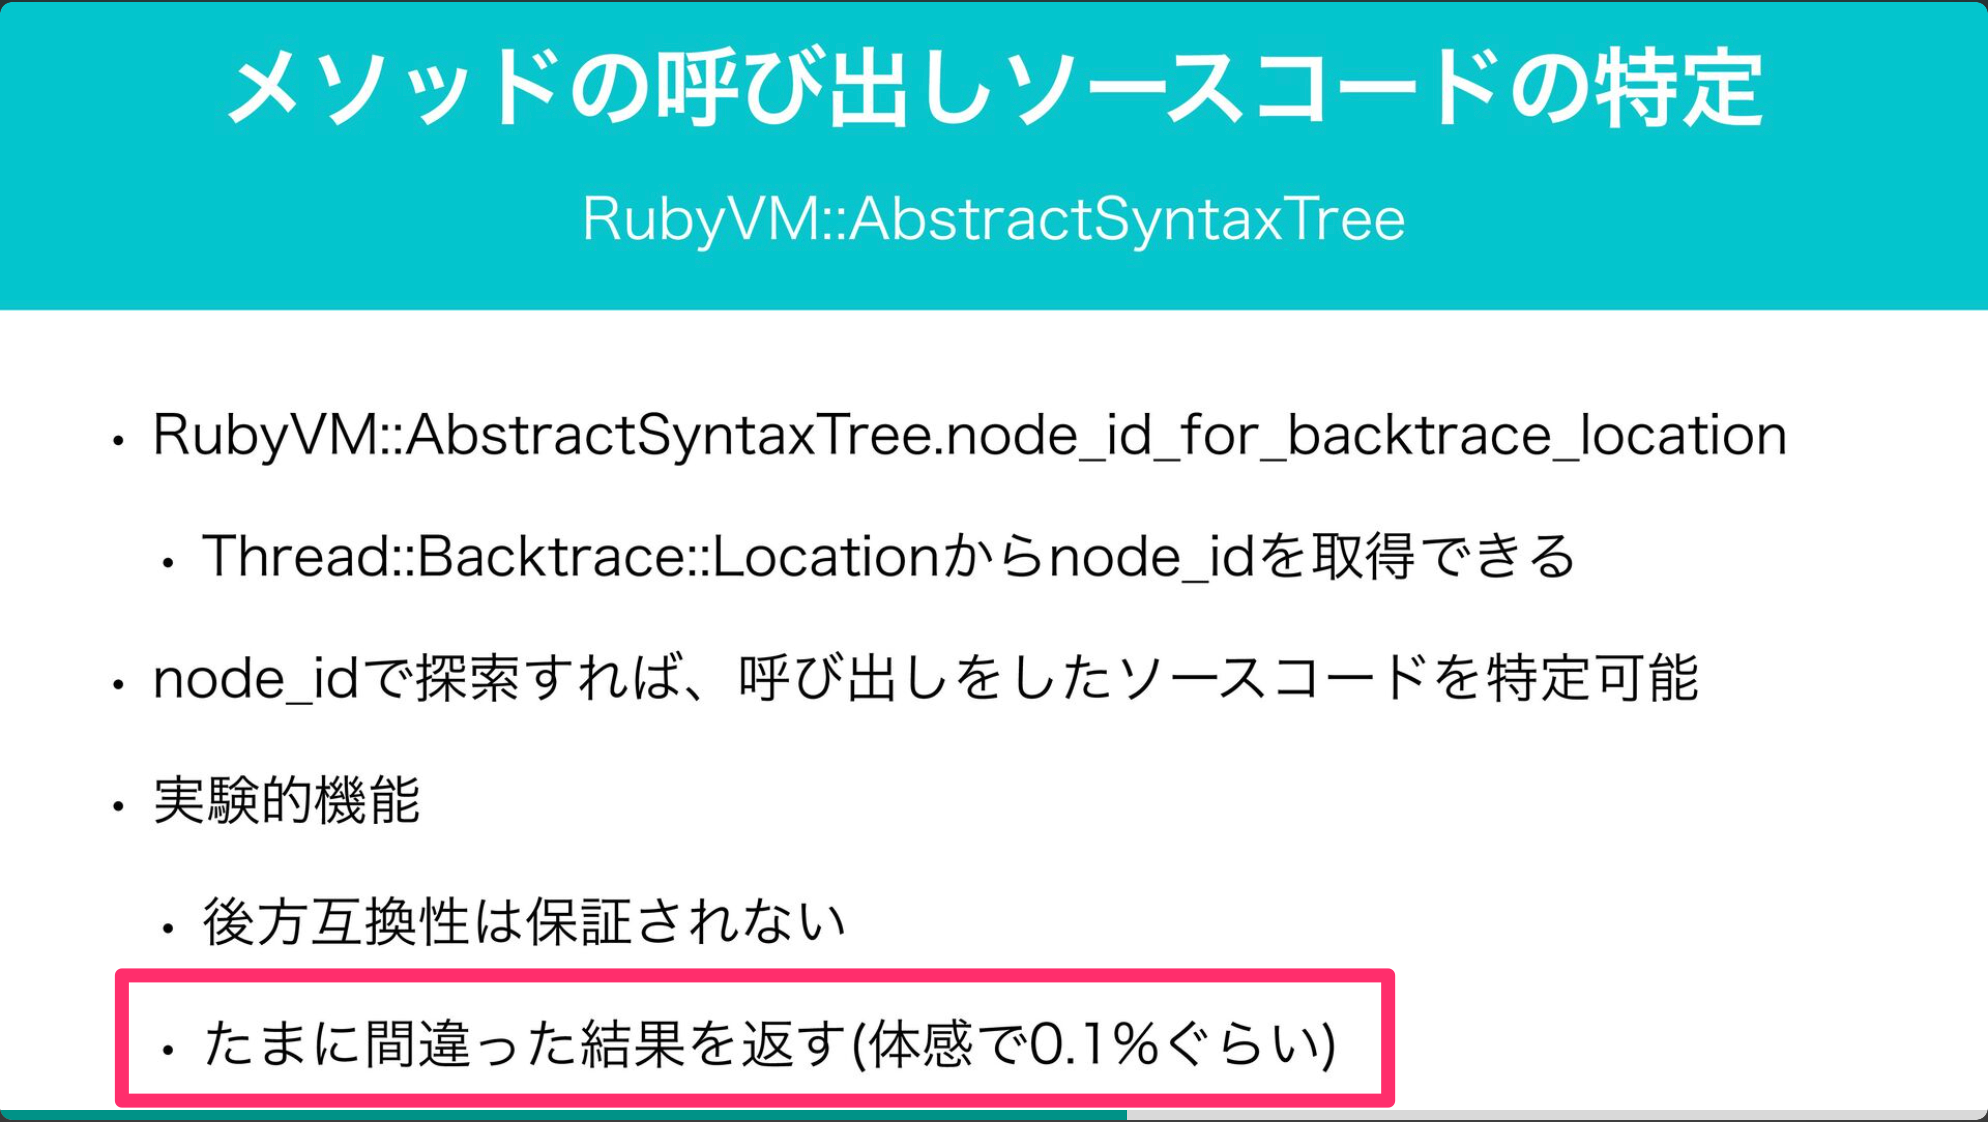 メソッドの呼び出しソースコードの特定
RubyVM::AbstractSyntaxTree
・RubyVM::AbstractSyntaxTree.node_id_for_backtrace_location
・Thread::Backtrace::Locationからnode_idを取得できる
・node_idで探索すれば、呼び出しをしたソースコードを特定可能
・実験的機能
・後方互換性は保証されない
・たまに間違った結果を返す(体感で0.1%ぐらい)